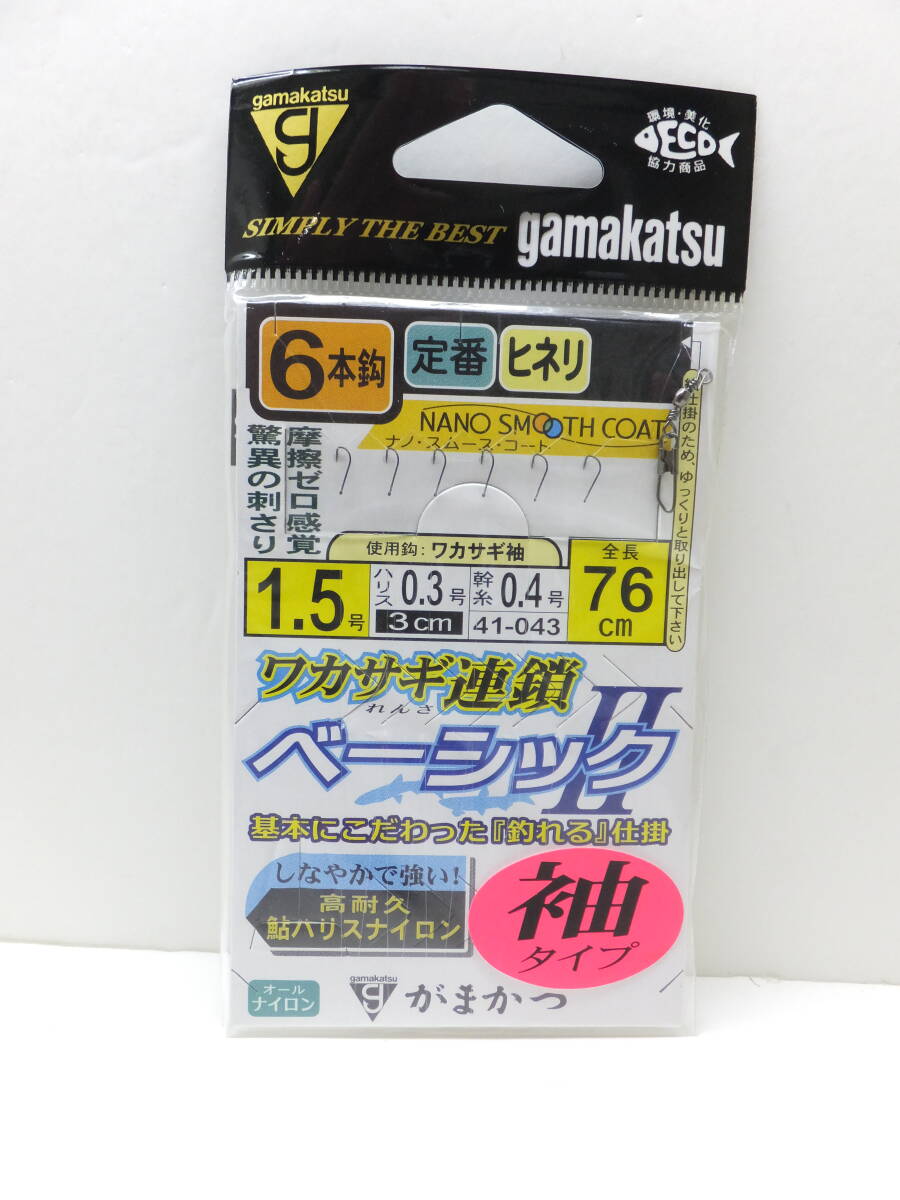 gamakatsu
環境・美化
ECO
協力商品
SIMPLY THE BEST
gamakatsu
6本鈎
定番
ヒネリ
NANO SMOOTH COAT
ナノ・スムース・コート
摩擦ゼロ感覚
驚異の刺さり
仕掛のため、ゆっくりと取り出して下さい
使用鈎:ワカサギ袖
1.5号
ハリス0.3号
3cm
幹糸0.4号
41-043
全長
76cm
ワカサギ連鎖
れんさ
ベーシックII
基本にこだわった『釣れる』仕掛
しなやかで強い!
高耐久
鮎ハリスナイロン
袖
タイプ
オール
ナイロン
gamakatsu
がまかつ